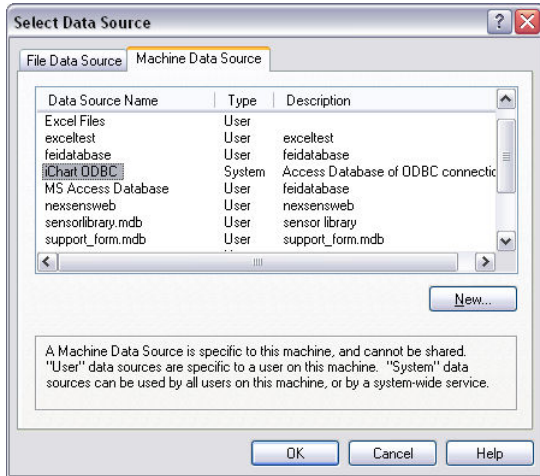 Select Data Source
File Data Source Machine Data Source
Data Source Name Type Description
Excel Files User
exceltest User exceltest
feidatabase User feidatabase
iChart ODBC System Access Database of ODBC connectic
MS Access Database User feidatabase
nexsensweb User nexsensweb
sensorlibrary.mdb User sensor library
support_form.mdb User support_form.mdb
New...
A Machine Data Source is specific to this machine, and cannot be shared.
"User" data sources are specific to a user on this machine. "System" data
sources can be used by all users on this machine, or by a system-wide service.
OK Cancel Help